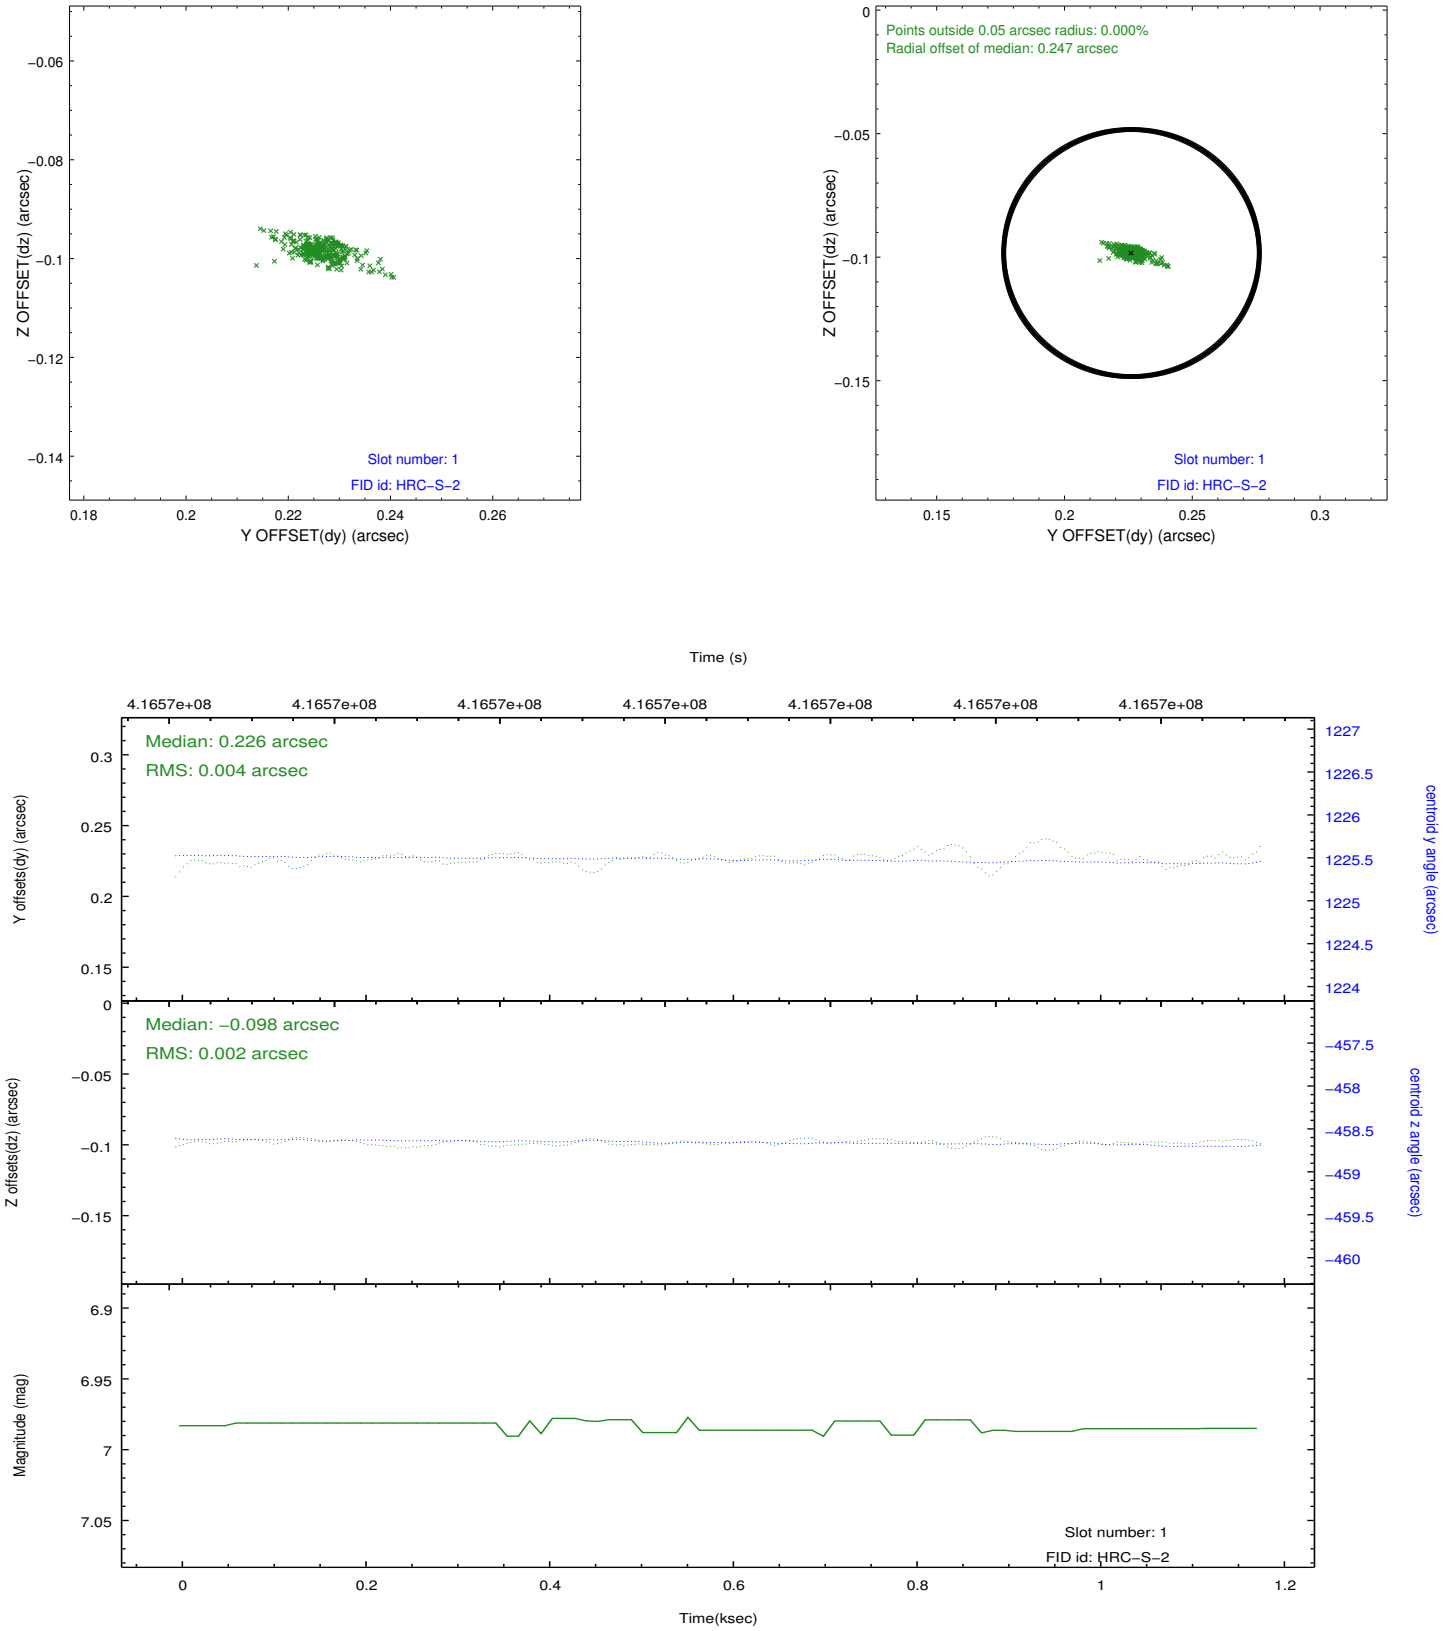 −0.06
−0.08
−0.1
−0.12
−0.14
Z OFFSET(dz) (arcsec)
Slot number: 1
FID id: HRC−S−2
0.18 0.2 0.22 0.24 0.26
Y OFFSET(dy) (arcsec)
Points outside 0.05 arcsec radius: 0.000%
Radial offset of median: 0.247 arcsec
0
−0.05
−0.1
−0.15
Z OFFSET(dz) (arcsec)
Slot number: 1
FID id: HRC−S−2
0.15 0.2 0.25 0.3
Y OFFSET(dy) (arcsec)
Time (s)
4.1657e+08 4.1657e+08 4.1657e+08 4.1657e+08 4.1657e+08 4.1657e+08 4.1657e+08
Median: 0.226 arcsec
RMS: 0.004 arcsec
0.3
0.25
0.2
0.15
Y offsets(dy) (arcsec)
1227
1226.5
1226
1225.5
1225
1224.5
1224
centroid y angle (arcsec)
Median: −0.098 arcsec
RMS: 0.002 arcsec
0
−0.05
−0.1
−0.15
Z offsets(dz) (arcsec)
−457.5
−458
−458.5
−459
−459.5
−460
centroid z angle (arcsec)
6.9
6.95
7
7.05
Magnitude (mag)
Slot number: 1
FID id: HRC−S−2
0 0.2 0.4 0.6 0.8 1 1.2
Time(ksec)